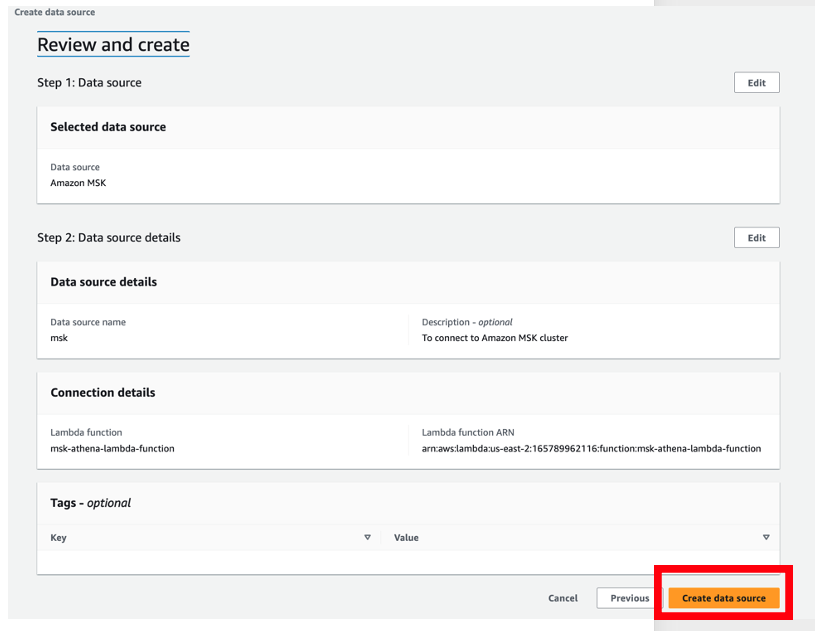 Create data source
Review and create
Step 1: Data source
Edit
Selected data source
Data source
Amazon MSK
Step 2: Data source details
Edit
Data source details
Data source name
msk
Description - optional
To connect to Amazon MSK cluster
Connection details
Lambda function
msk-athena-lambda-function
Lambda function ARN
arn:aws:lambda:us-east-2:165789962116:function:msk-athena-lambda-function
Tags - optional
Key
Value
Cancel
Previous
Create data source